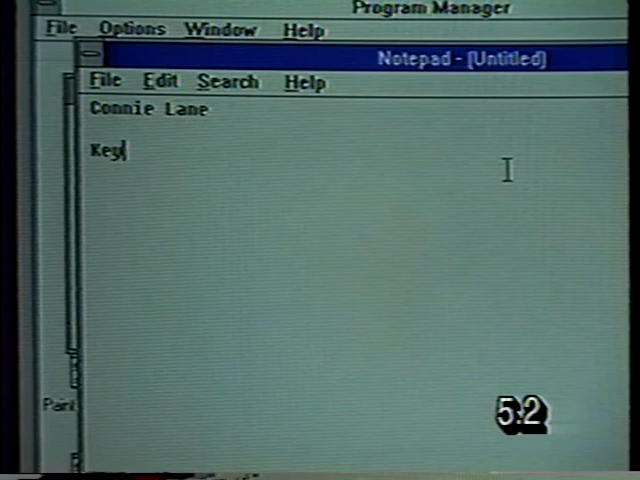 Program Manager
File Options Window Help
Notepad - [Untitled]
File Edit Search Help
Connie Lane
Key
Paint
5.2